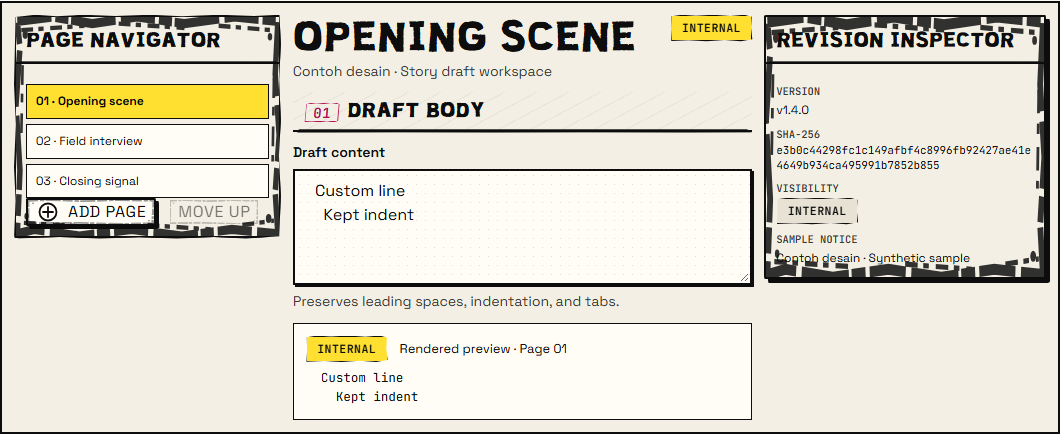 PAGE NAVIGATOR
01 · Opening scene
02 · Field interview
03 · Closing signal
ADD PAGE
MOVE UP
OPENING SCENE
INTERNAL
Contoh desain · Story draft workspace
01 DRAFT BODY
Draft content
Custom line
  Kept indent
Preserves leading spaces, indentation, and tabs.
INTERNAL Rendered preview · Page 01
Custom line
  Kept indent
REVISION INSPECTOR
VERSION
v1.4.0
SHA-256
e3b0c44298fc1c149afbf4c8996fb92427ae41e
4649b934ca495991b7852b855
VISIBILITY
INTERNAL
SAMPLE NOTICE
Contoh desain · Synthetic sample